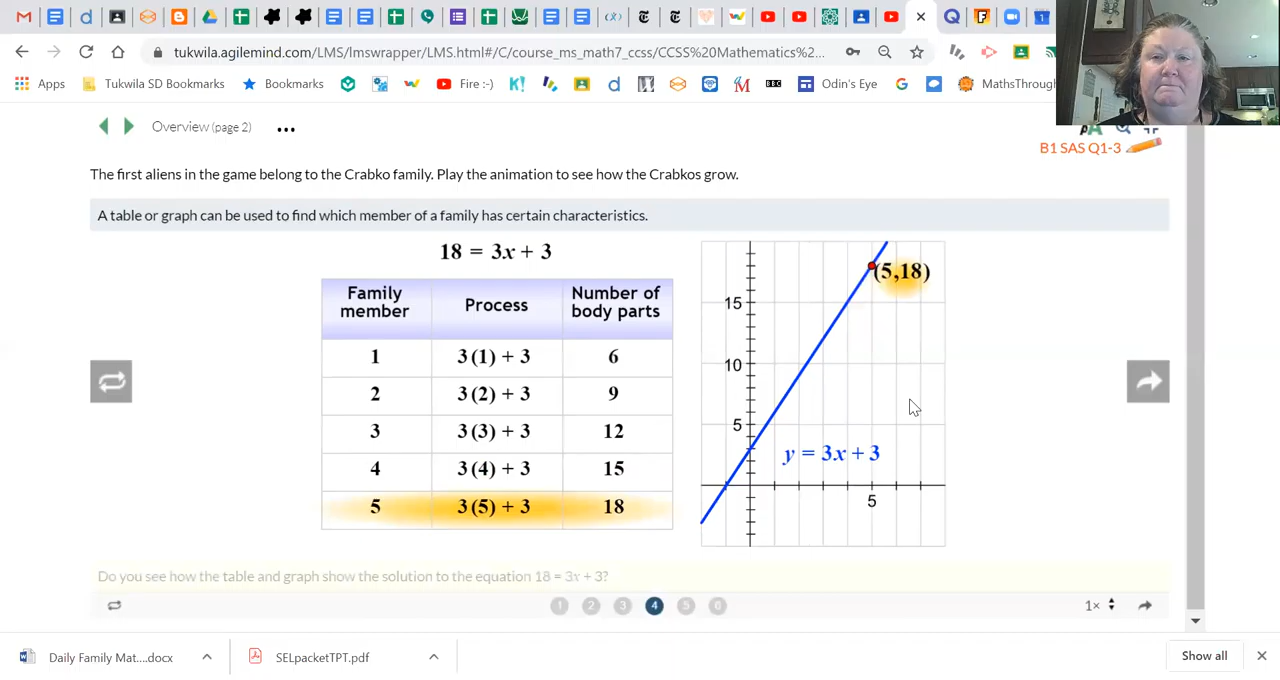 tukwila.agilemind.com/LMS/lmswrapper/LMS.html#/C/course_ms_math7_ccss/CCSS%20Mathematics%2...
Apps Tukwila SD Bookmarks Bookmarks Fire :-) Odin's Eye MathsThrough
Overview (page 2) ...
B1 SAS Q1-3
The first aliens in the game belong to the Crabko family. Play the animation to see how the Crabkos grow.
A table or graph can be used to find which member of a family has certain characteristics.
18 = 3x + 3
Family member Process Number of body parts
1 3(1) + 3 6
2 3(2) + 3 9
3 3(3) + 3 12
4 3(4) + 3 15
5 3(5) + 3 18
(5,18)
15
10
5
y = 3x + 3
5
Do you see how the table and graph show the solution to the equation 18 = 3x + 3?
1 2 3 4 5 6 1×
Daily Family Mat....docx SELpacketTPT.pdf Show all